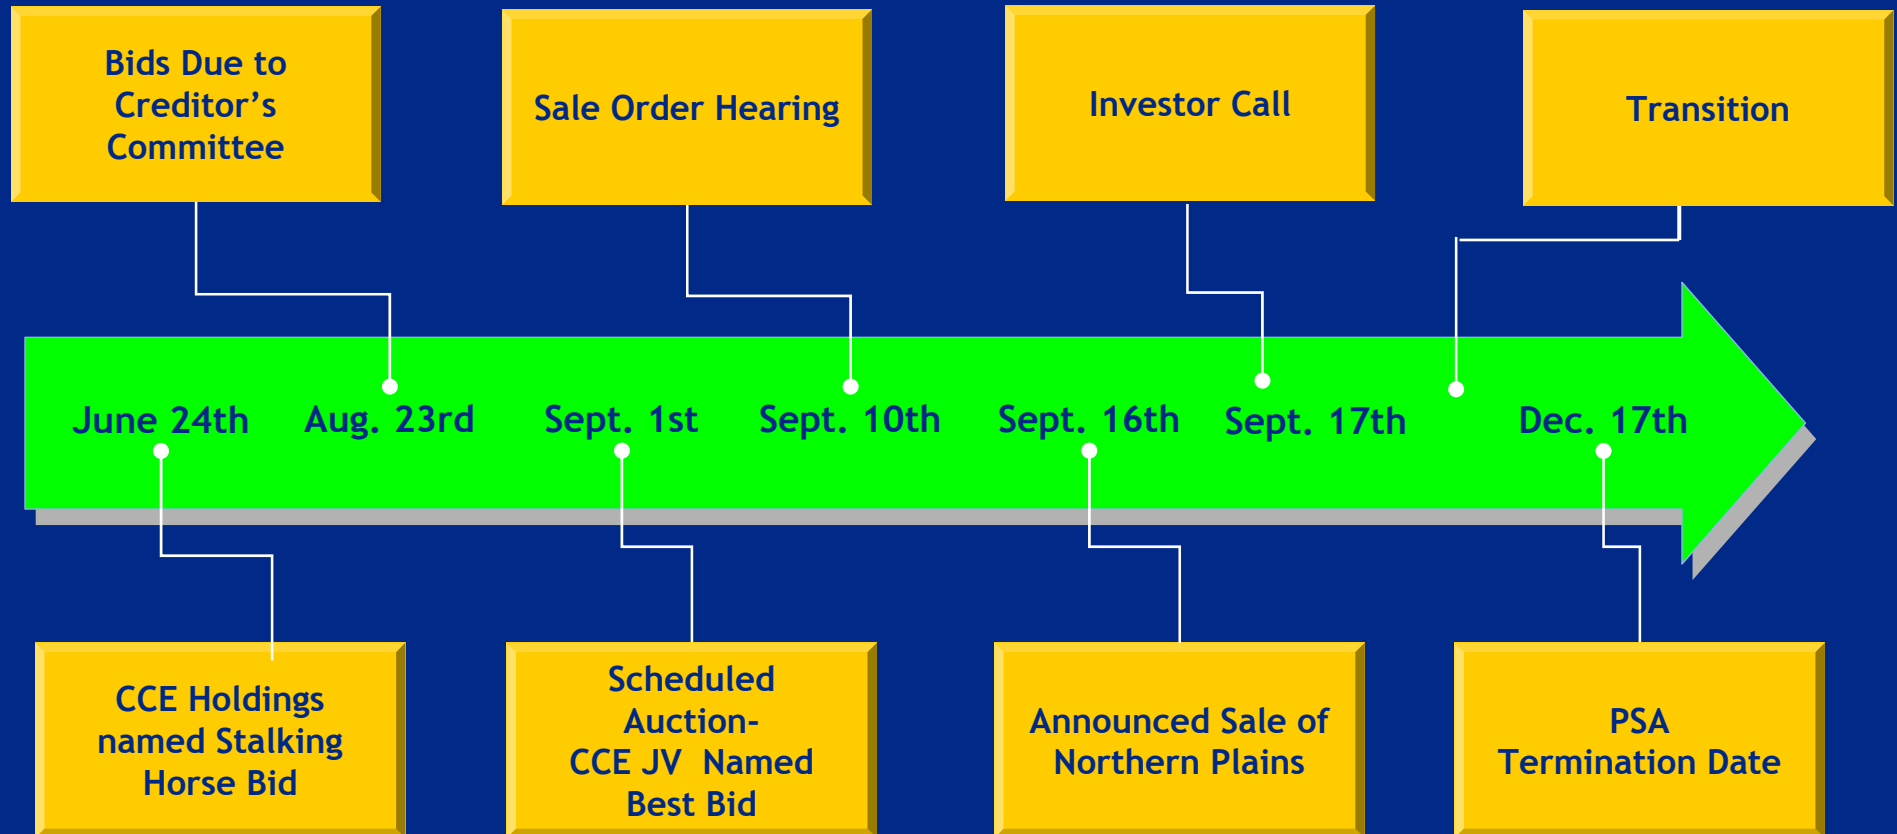 Bids Due to
Creditor’s
Committee
Sale Order Hearing
Investor Call
Transition
June 24th
Aug. 23rd
Sept. 1st
Sept. 10th
Sept. 16th
Sept. 17th
Dec. 17th
CCE Holdings
named Stalking
Horse Bid
Scheduled
Auction-
CCE JV  Named
Best Bid
Announced Sale of
Northern Plains
PSA
Termination Date